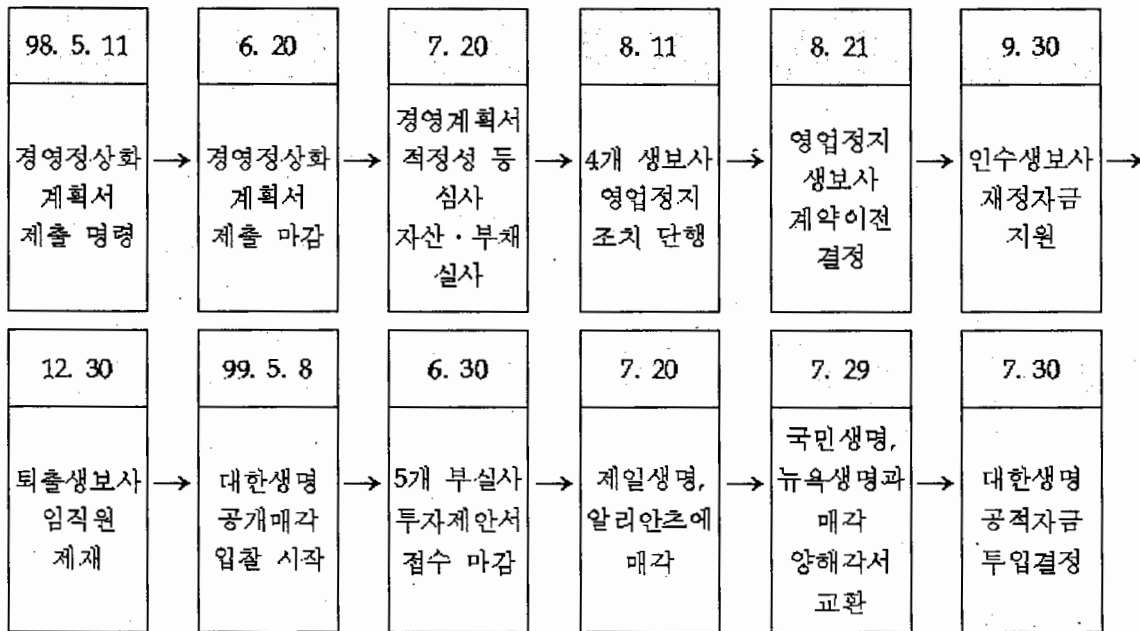 98. 5. 11
경영정상화
계획서
제출 명령
→
6. 20
경영정상화
계획서
제출 마감
→
7. 20
경영계획서
적정성 등
심사
자산 · 부채
실사
→
8. 11
4개 생보사
영업정지
조치 단행
→
8. 21
영업정지
생보사
계약이전
결정
→
9. 30
인수생보사
재정자금
지원
→
12. 30
퇴출생보사
임직원
제재
→
99. 5. 8
대한생명
공개매각
입찰 시작
→
6. 30
5개 부실사
투자제안서
접수 마감
→
7. 20
제일생명,
알리안츠에
매각
→
7. 29
국민생명,
뉴욕생명과
매각
양해각서
교환
→
7. 30
대한생명
공적자금
투입결정